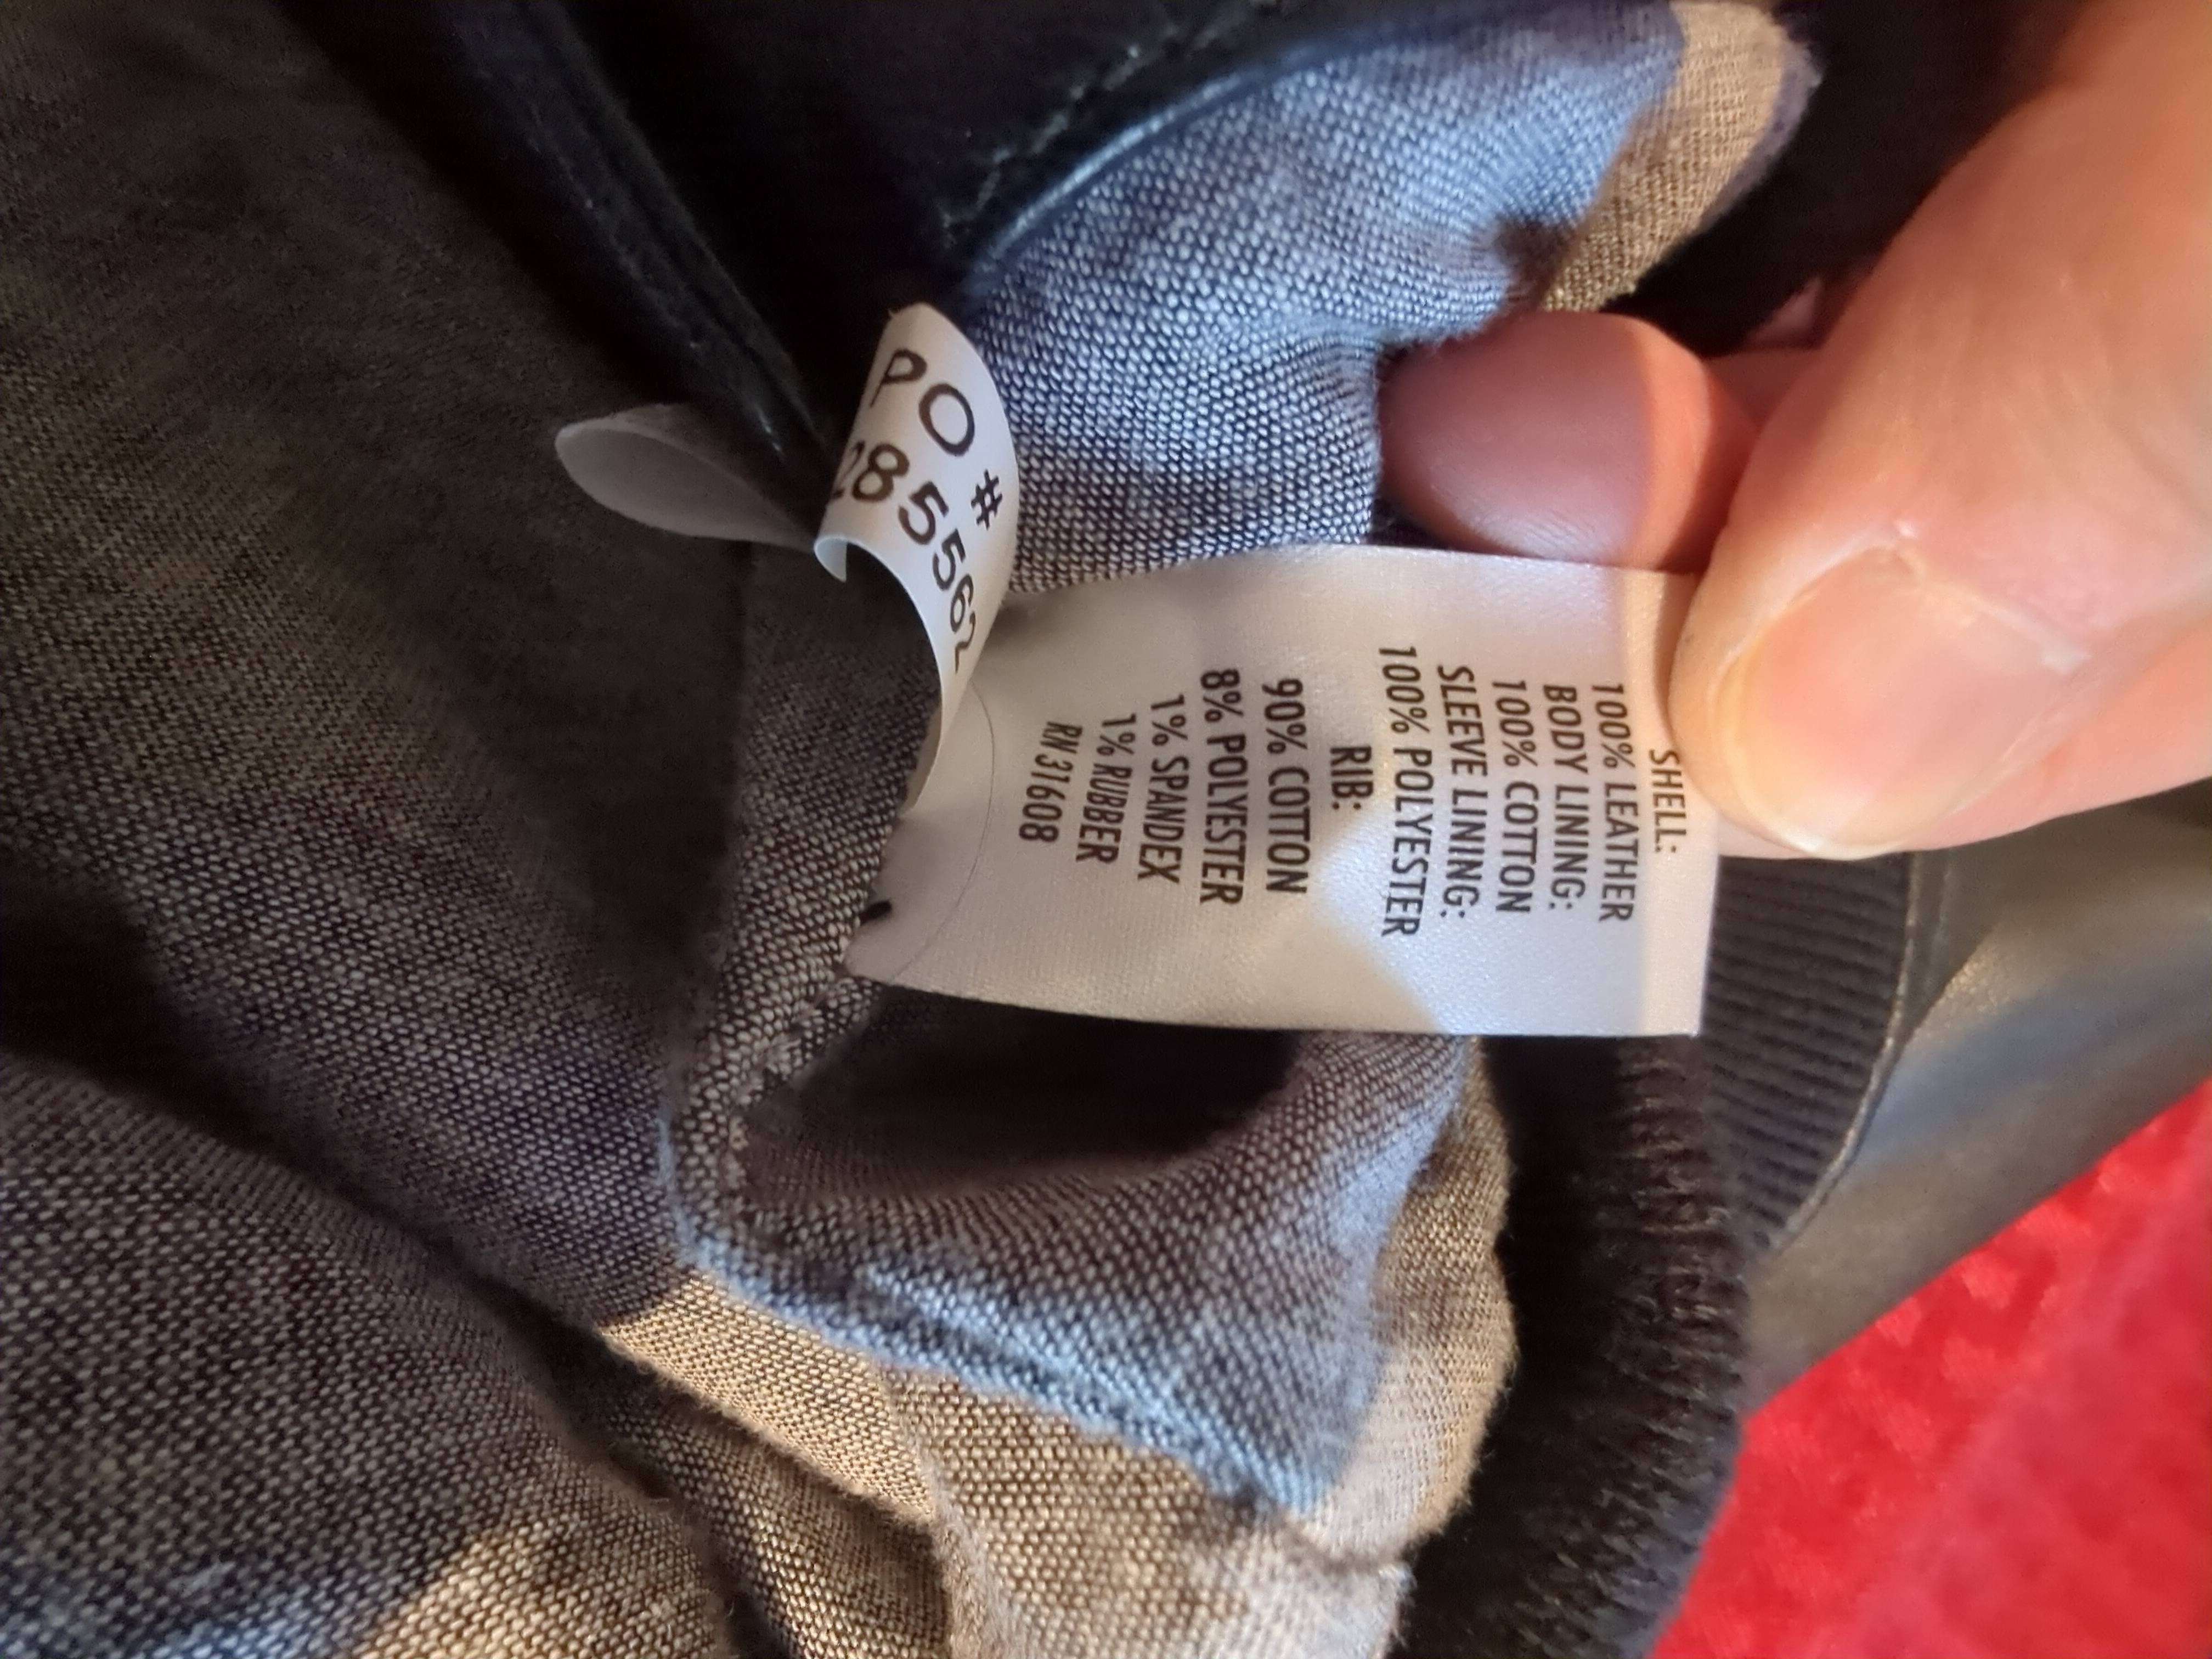 PO #
2855562
SHELL:
100% LEATHER
BODY LINING:
100% COTTON
SLEEVE LINING:
100% POLYESTER
RIB:
90% COTTON
8% POLYESTER
1% SPANDEX
1% RUBBER
RN 31608